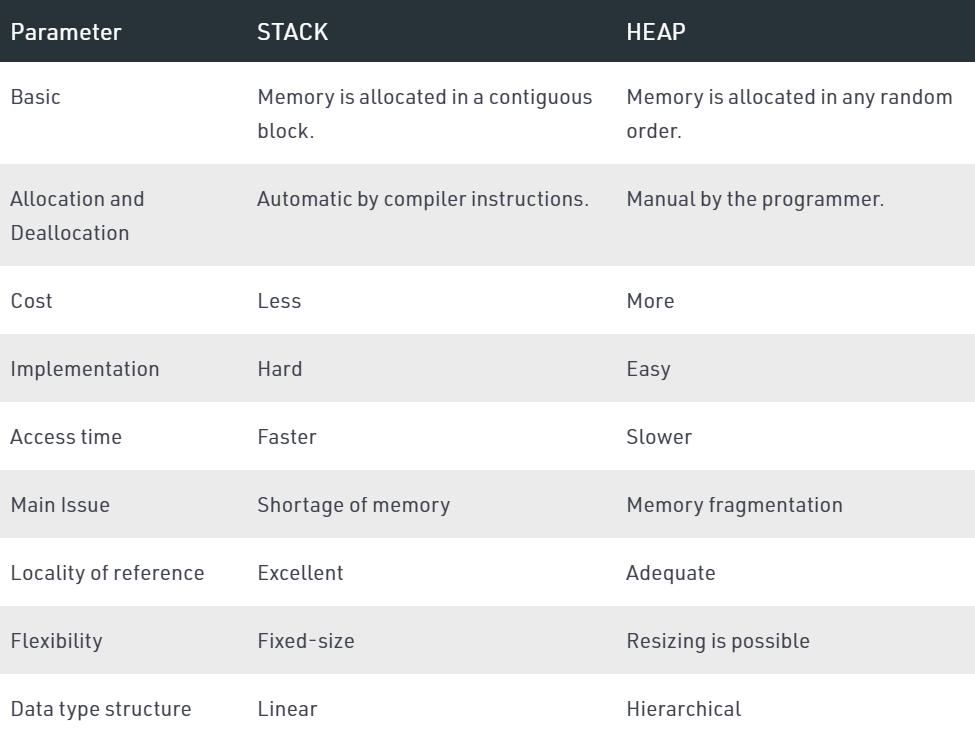 Parameter STACK HEAP
Basic Memory is allocated in a contiguous Memory is allocated in any random
block. order.
Allocation and Automatic by compiler instructions. Manual by the programmer.
Deallocation
Cost Less More
Implementation Hard Easy
Access time Faster Slower
Main Issue Shortage of memory Memory fragmentation
Locality of reference Excellent Adequate
Flexibility Fixed-size Resizing is possible
Data type structure Linear Hierarchical